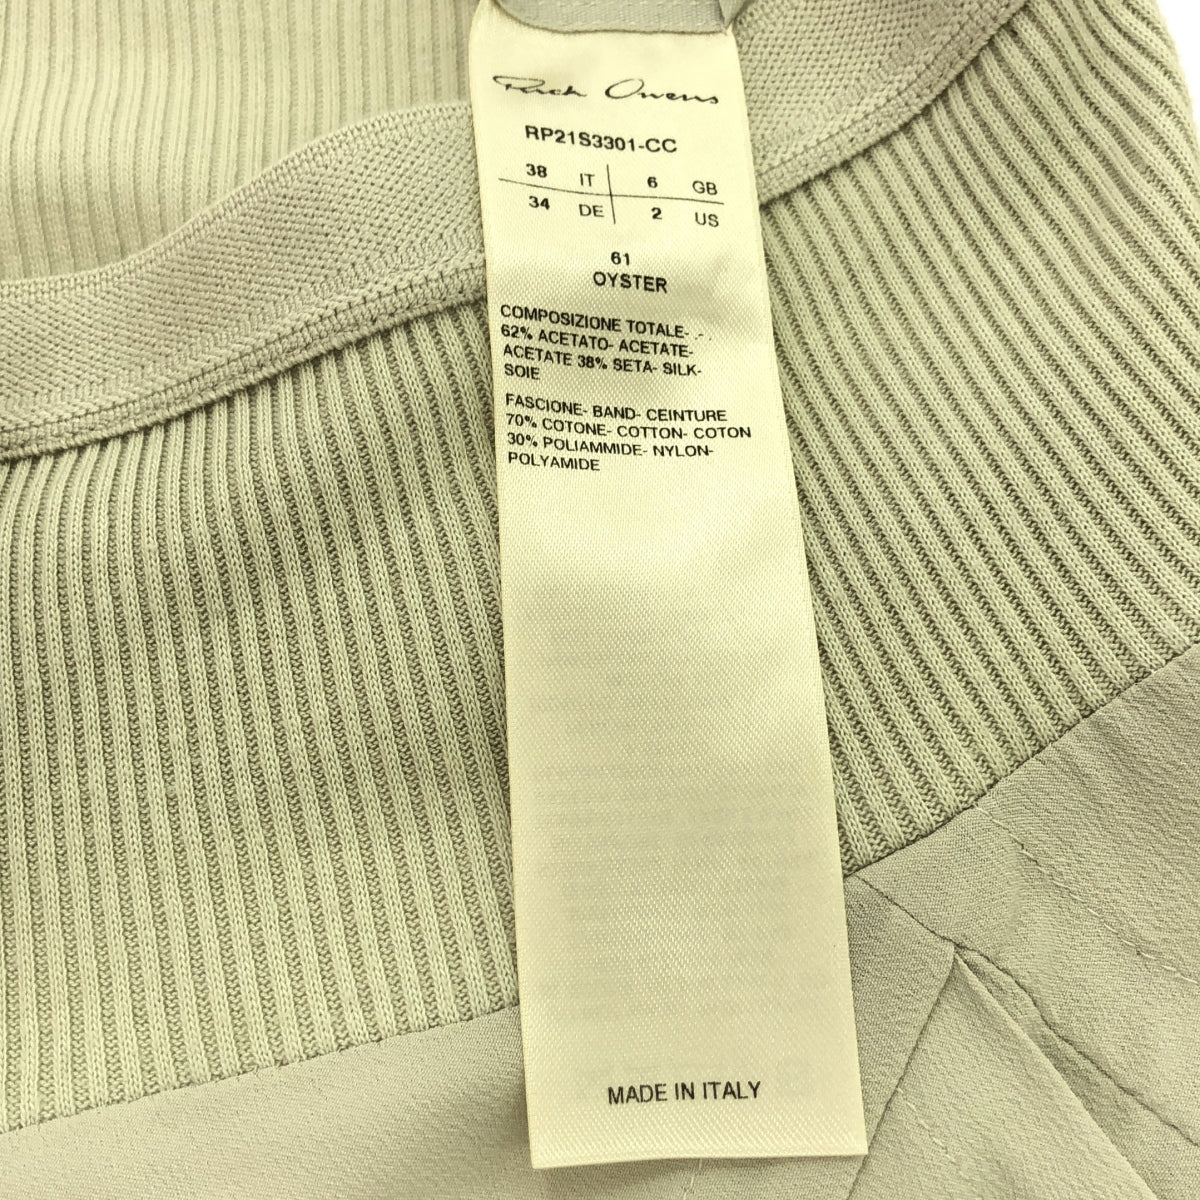 Rick Owens
RP21S3301-CC
38 IT 6 GB
34 DE 2 US
61
OYSTER
COMPOSIZIONE TOTALE- -
62% ACETATO- ACETATE-
ACETATE 38% SETA- SILK-
SOIE
FASCIONE- BAND- CEINTURE
70% COTONE- COTTON- COTON
30% POLIAMMIDE- NYLON-
POLYAMIDE
MADE IN ITALY